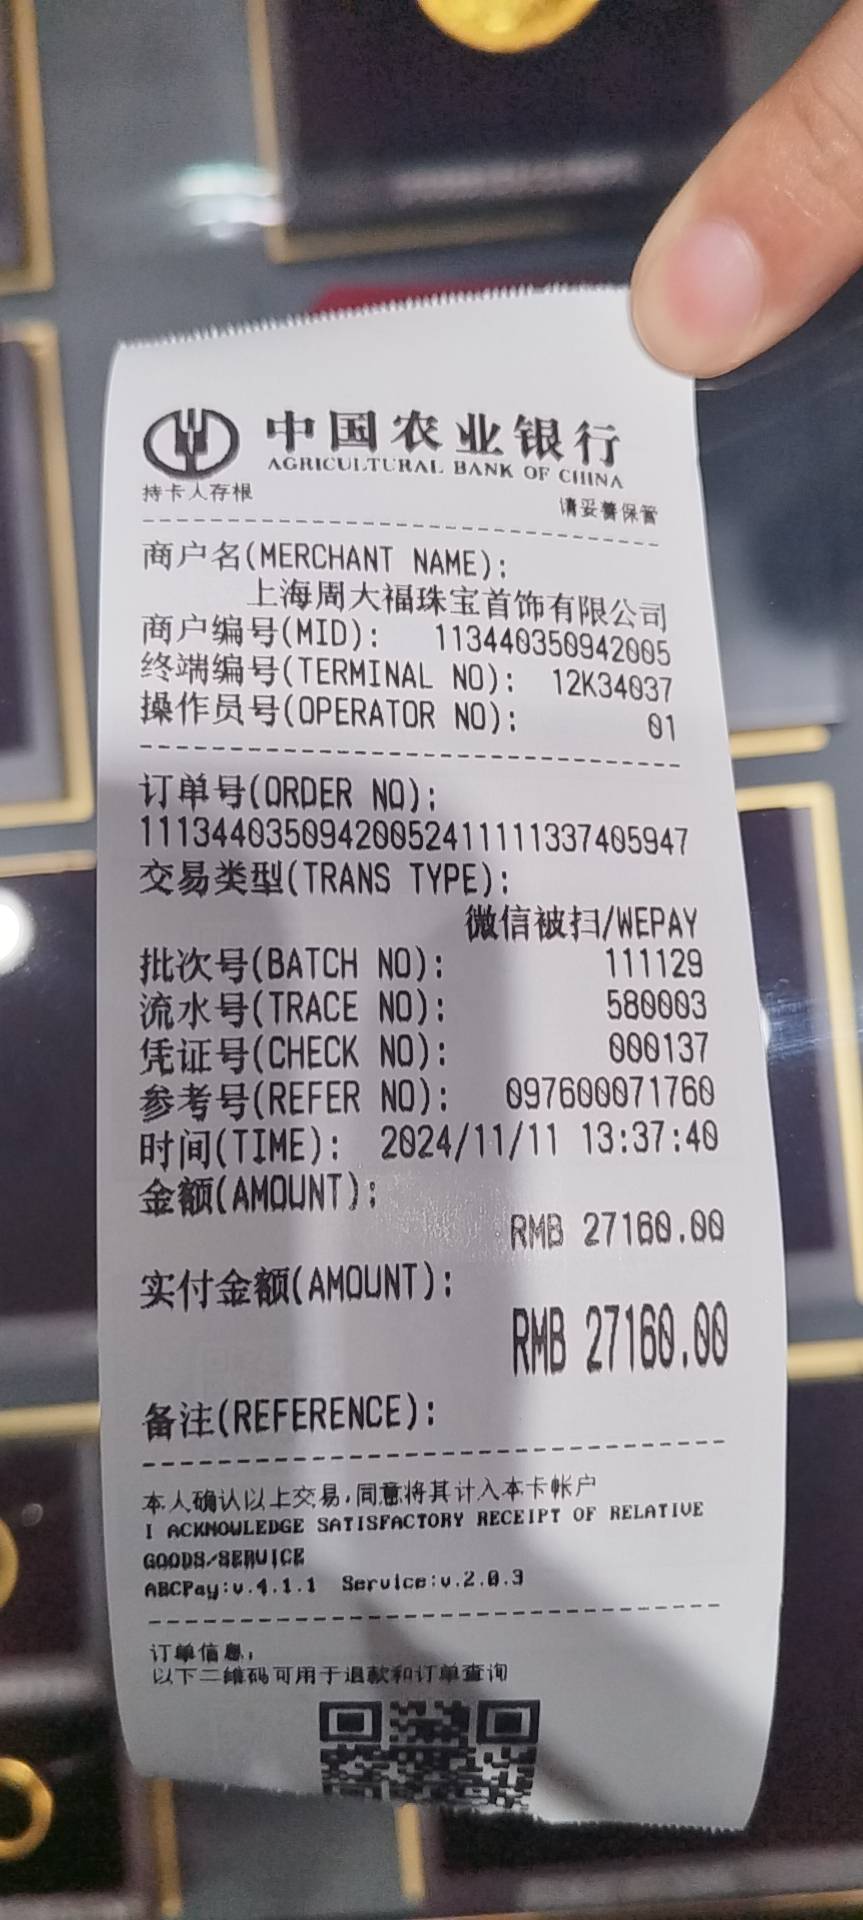 中国农业银行
AGRICULTURAL BANK OF CHINA
持卡人存根
请妥善保管
商户名(MERCHANT NAME):
上海周大福珠宝首饰有限公司
商户编号(MID): 113440350942005
终端编号(TERMINAL NO): 12K34037
操作员号(OPERATOR NO): 01
订单号(ORDER NO):
11134403509420052411111337405947
交易类型(TRANS TYPE):
微信被扫/WEPAY
批次号(BATCH NO): 111129
流水号(TRACE NO): 580003
凭证号(CHECK NO): 000137
参考号(REFER NO): 097600071760
时间(TIME): 2024/11/11 13:37:40
金额(AMOUNT):
RMB 27160.00
实付金额(AMOUNT):
RMB 27160.00
备注(REFERENCE):
本人确认以上交易,同意将其计入本卡帐户
I ACKNOWLEDGE SATISFACTORY RECEIPT OF RELATIVE
GOODS/SERVICE
ABCPay:v.4.1.1 Service:v.2.0.3
订单信息,
以下二维码可用于退款和订单查询